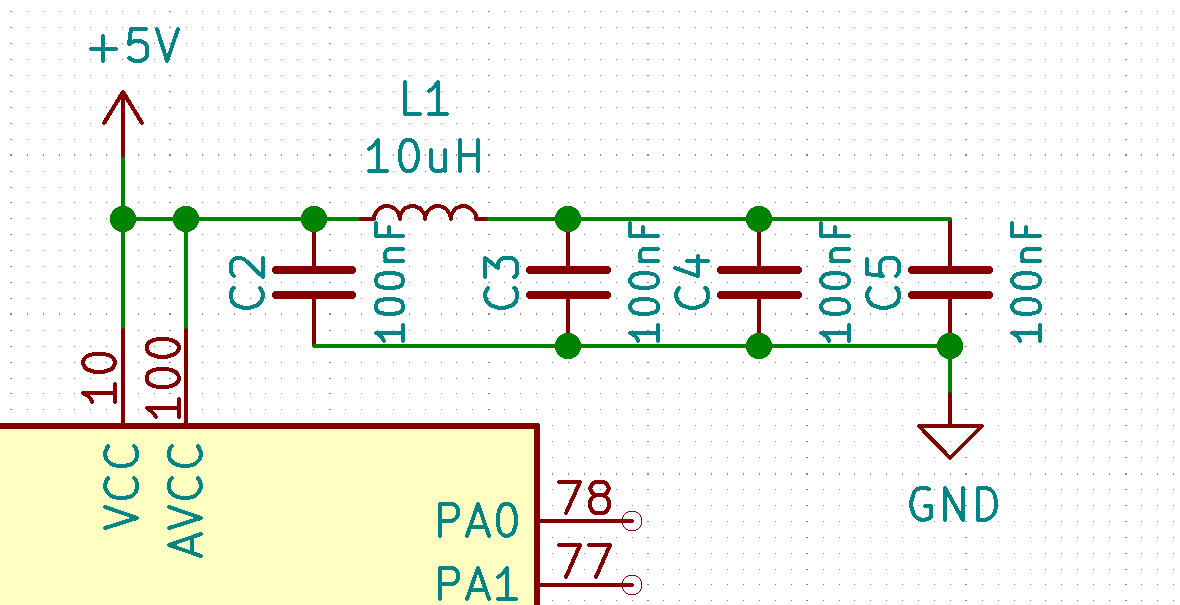 +5V
L1
10uH
C2
100nF
C3
100nF
C4
100nF
C5
100nF
10
100
VCC
AVCC
GND
PA0
78
PA1
77